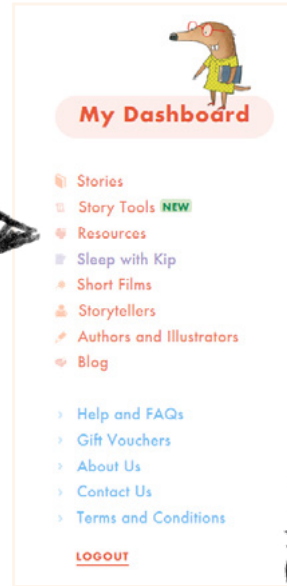 My Dashboard
Stories
Story Tools NEW
Resources
Sleep with Kip
Short Films
Storytellers
Authors and Illustrators
Blog
Help and FAQs
Gift Vouchers
About Us
Contact Us
Terms and Conditions
LOGOUT